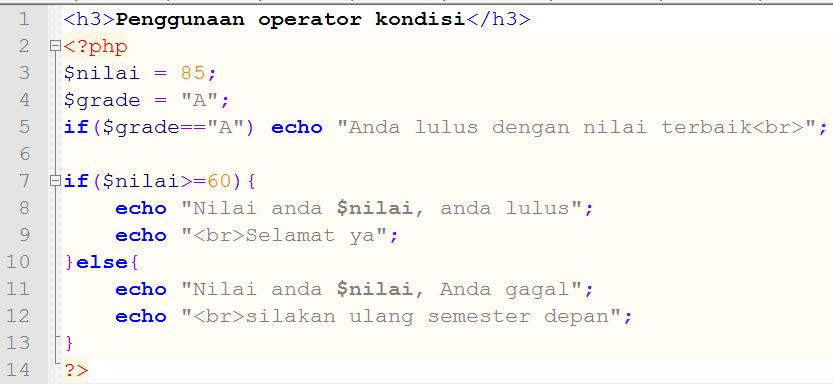 1 <h3>Penggunaan operator kondisi</h3>
2 <?php
3 $nilai = 85;
4 $grade = "A";
5 if($grade=="A") echo "Anda lulus dengan nilai terbaik<br>";
6
7 if($nilai>=60){
8     echo "Nilai anda $nilai, anda lulus";
9     echo "<br>Selamat ya";
10 }else{
11     echo "Nilai anda $nilai, Anda gagal";
12     echo "<br>silakan ulang semester depan";
13 }
14 ?>